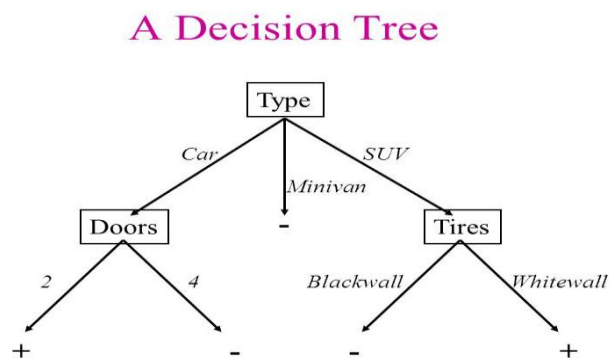 A Decision Tree
Type
Car
SUV
Minivan
Doors
-
Tires
2
4
Blackwall
Whitewall
+
-
-
+